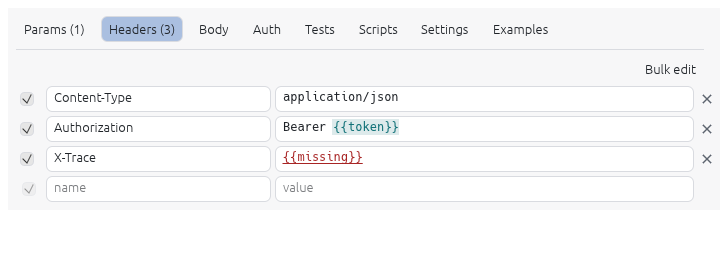 Params (1) Headers (3) Body Auth Tests Scripts Settings Examples
Bulk edit
Content-Type application/json
Authorization Bearer {{token}}
X-Trace {{missing}}
name value